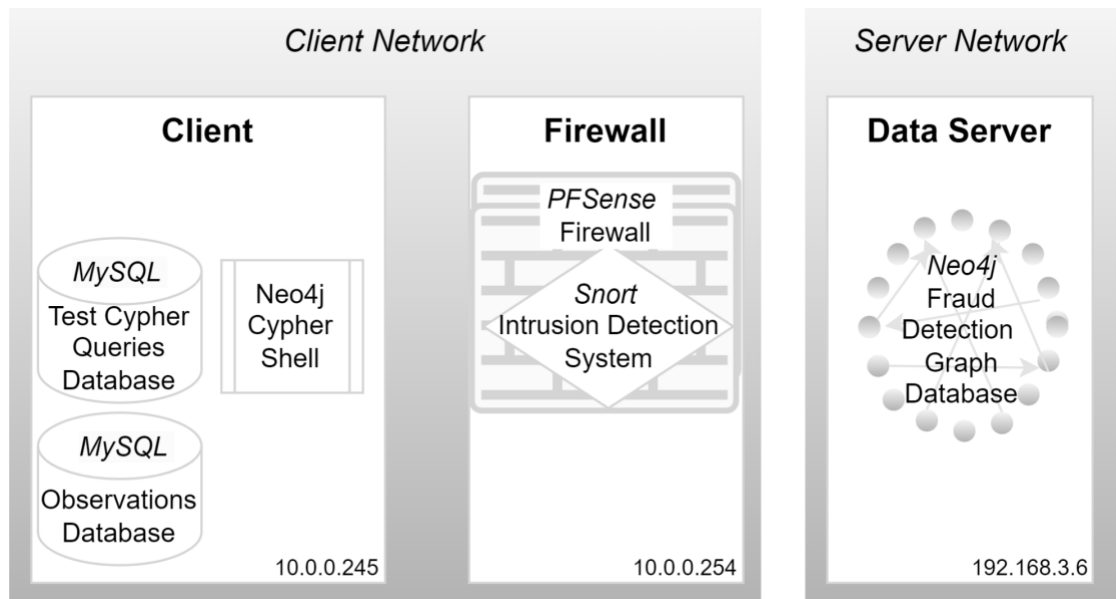 Client Network
Server Network
Client
Firewall
Data Server
MySQL
Test Cypher
Queries
Database
Neo4j
Cypher
Shell
MySQL
Observations
Database
10.0.0.245
PFSense
Firewall
Snort
Intrusion Detection
System
10.0.0.254
Neo4j
Fraud
Detection
Graph
Database
192.168.3.6